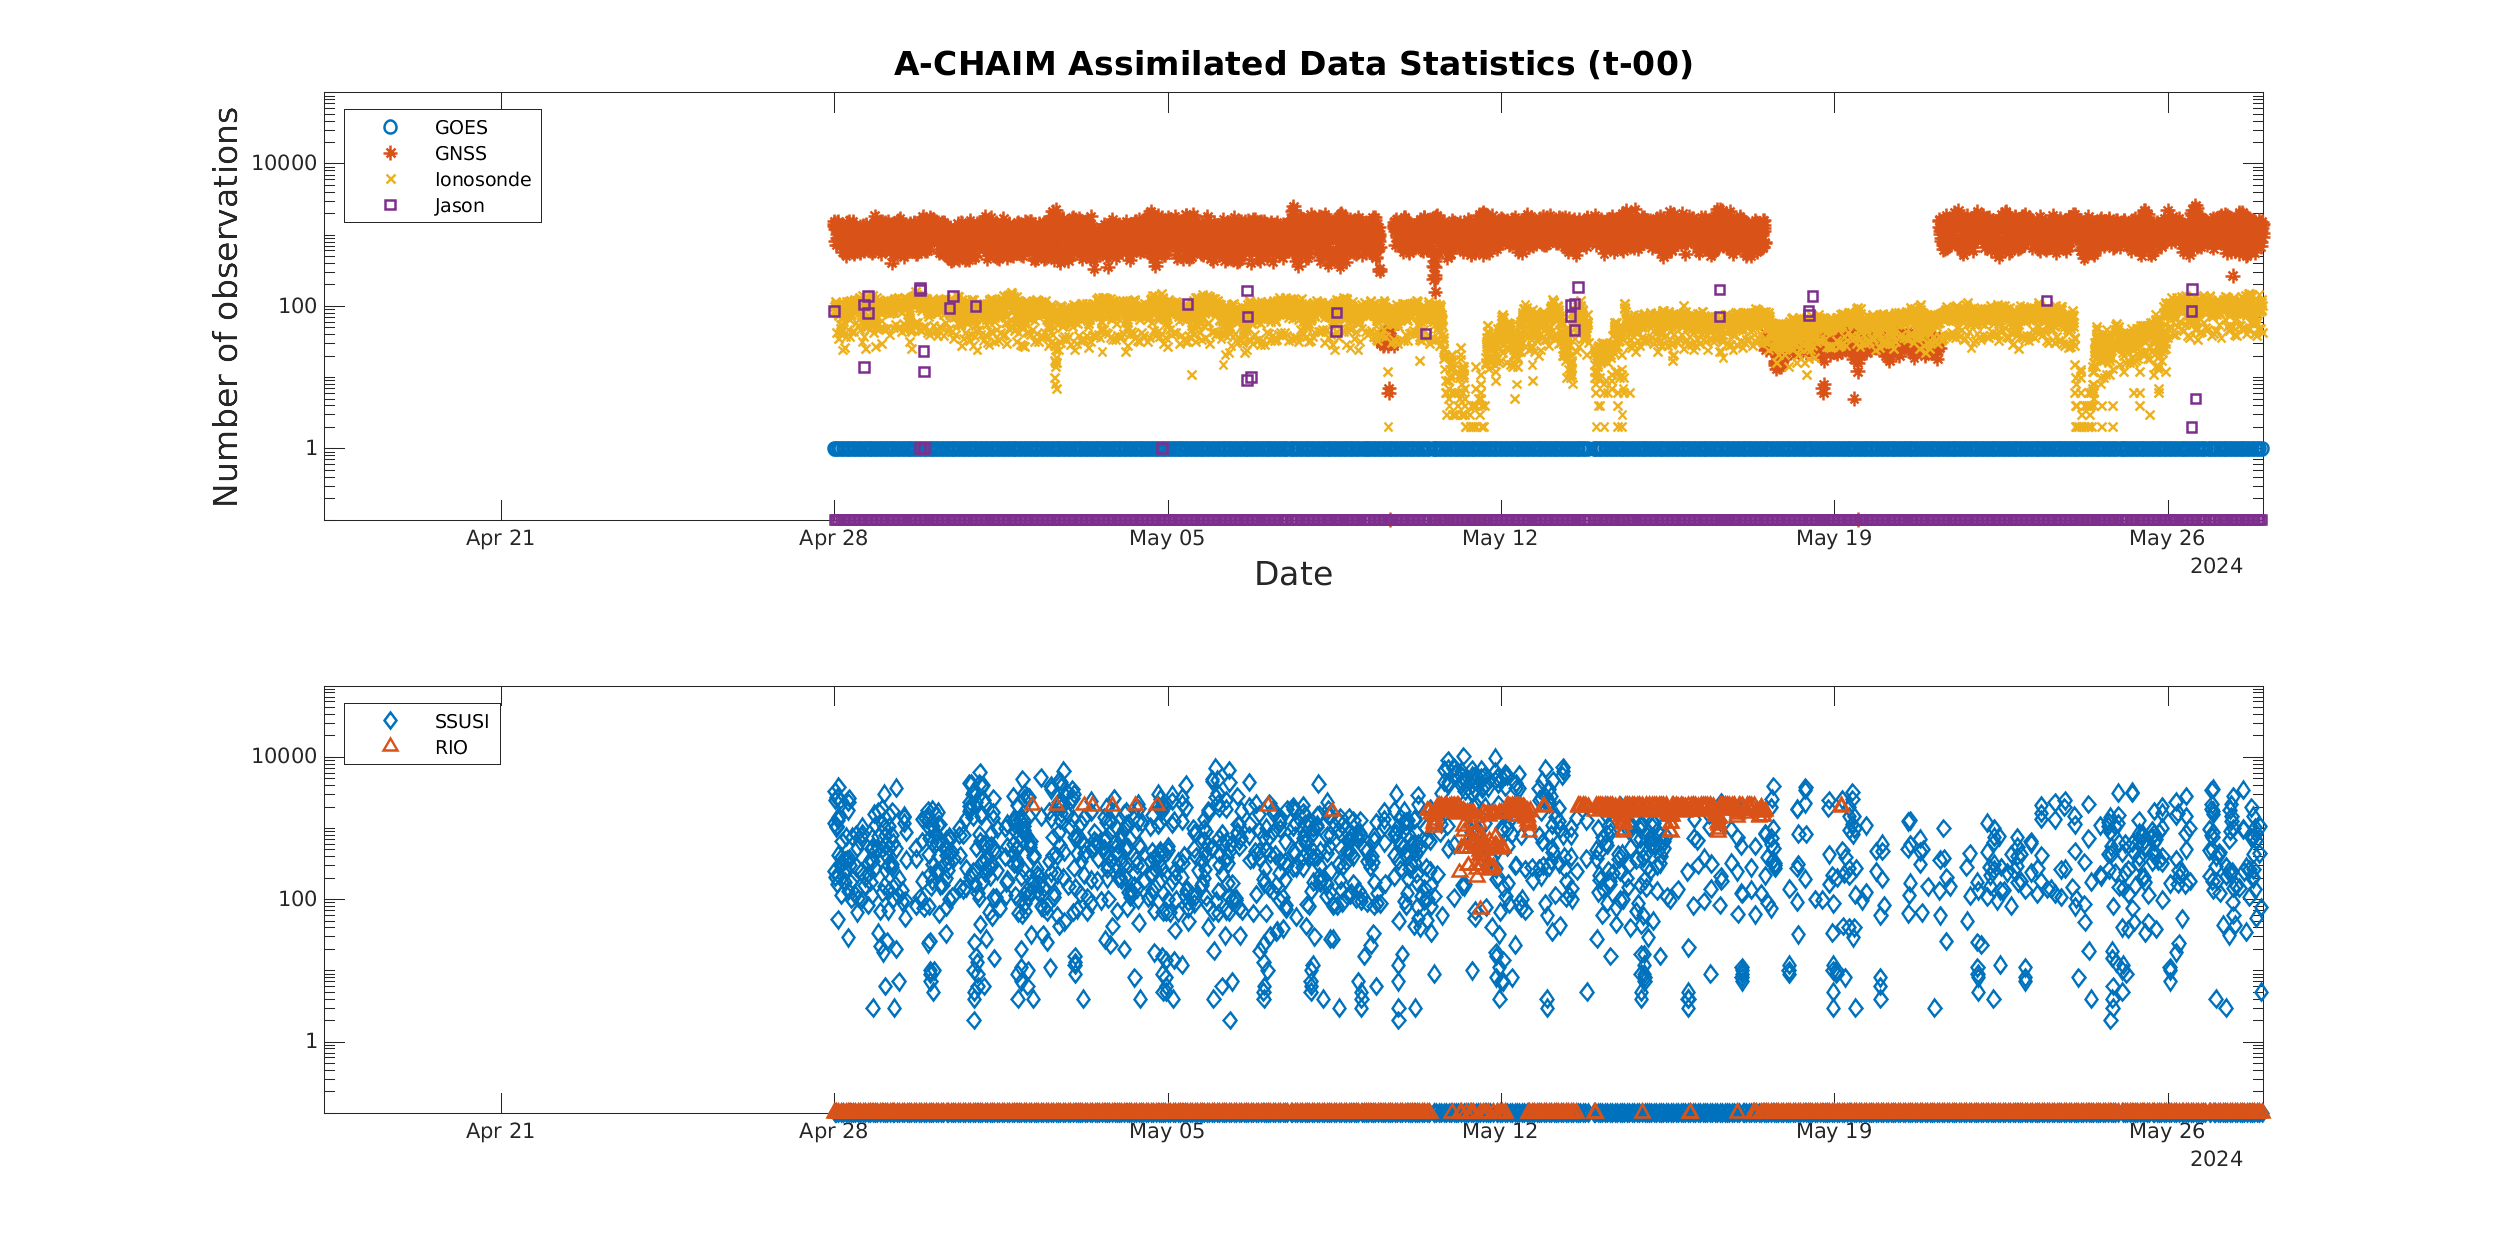 A-CHAIM Assimilated Data Statistics (t-00)
Number of observations
10000
100
1
GOES
GNSS
Ionosonde
Jason
Apr 21
Apr 28
May 05
May 12
May 19
May 26
2024
Date
10000
100
1
SSUSI
RIO
Apr 21
Apr 28
May 05
May 12
May 19
May 26
2024